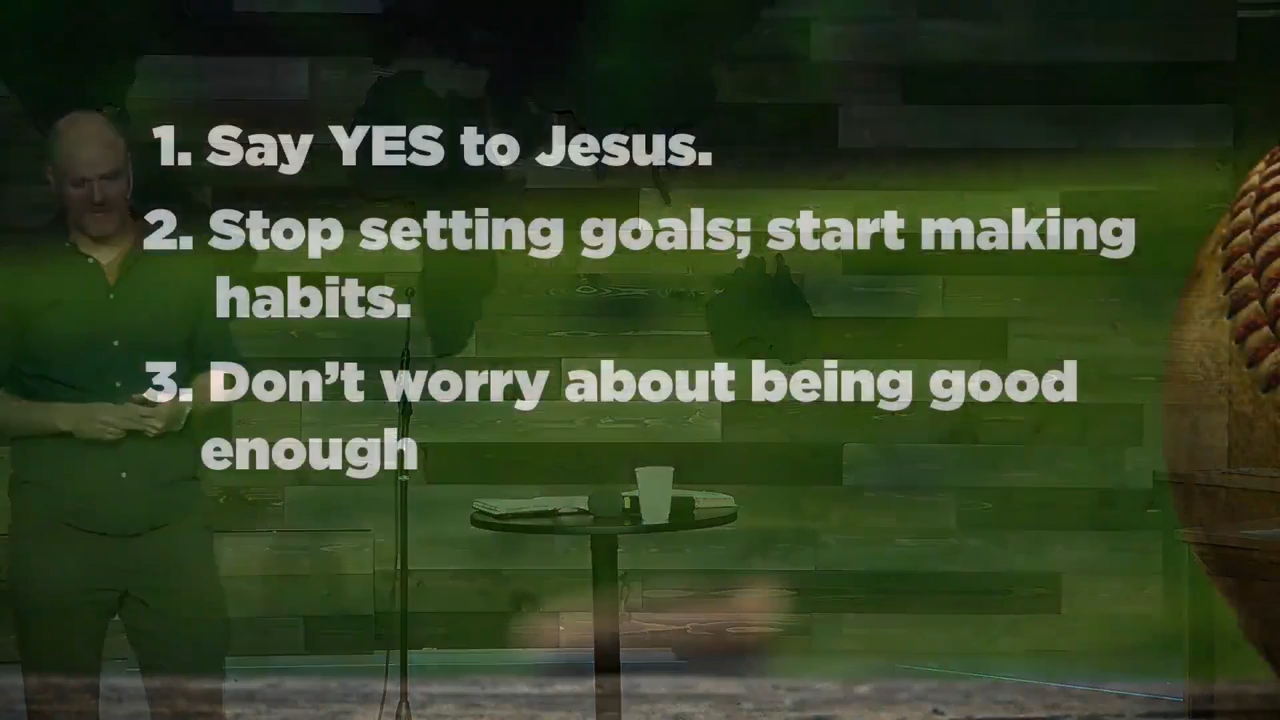 1. Say YES to Jesus.
2. Stop setting goals; start making
habits.
3. Don’t worry about being good
enough